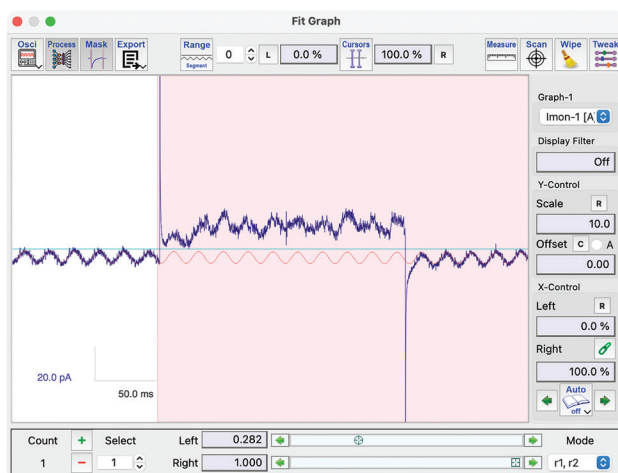 Fit Graph
Osci Process Mask Export Range Segment 0 L 0.0 % Cursors 100.0 % R Measure Scan Wipe Tweak
Graph-1
Imon-1 [A]
Display Filter
Off
Y-Control
Scale R
10.0
Offset C A
0.00
X-Control
Left R
0.0 %
Right
100.0 %
Auto
off
20.0 pA
50.0 ms
Count + Select Left 0.282 Mode
1 − 1 Right 1.000 r1, r2